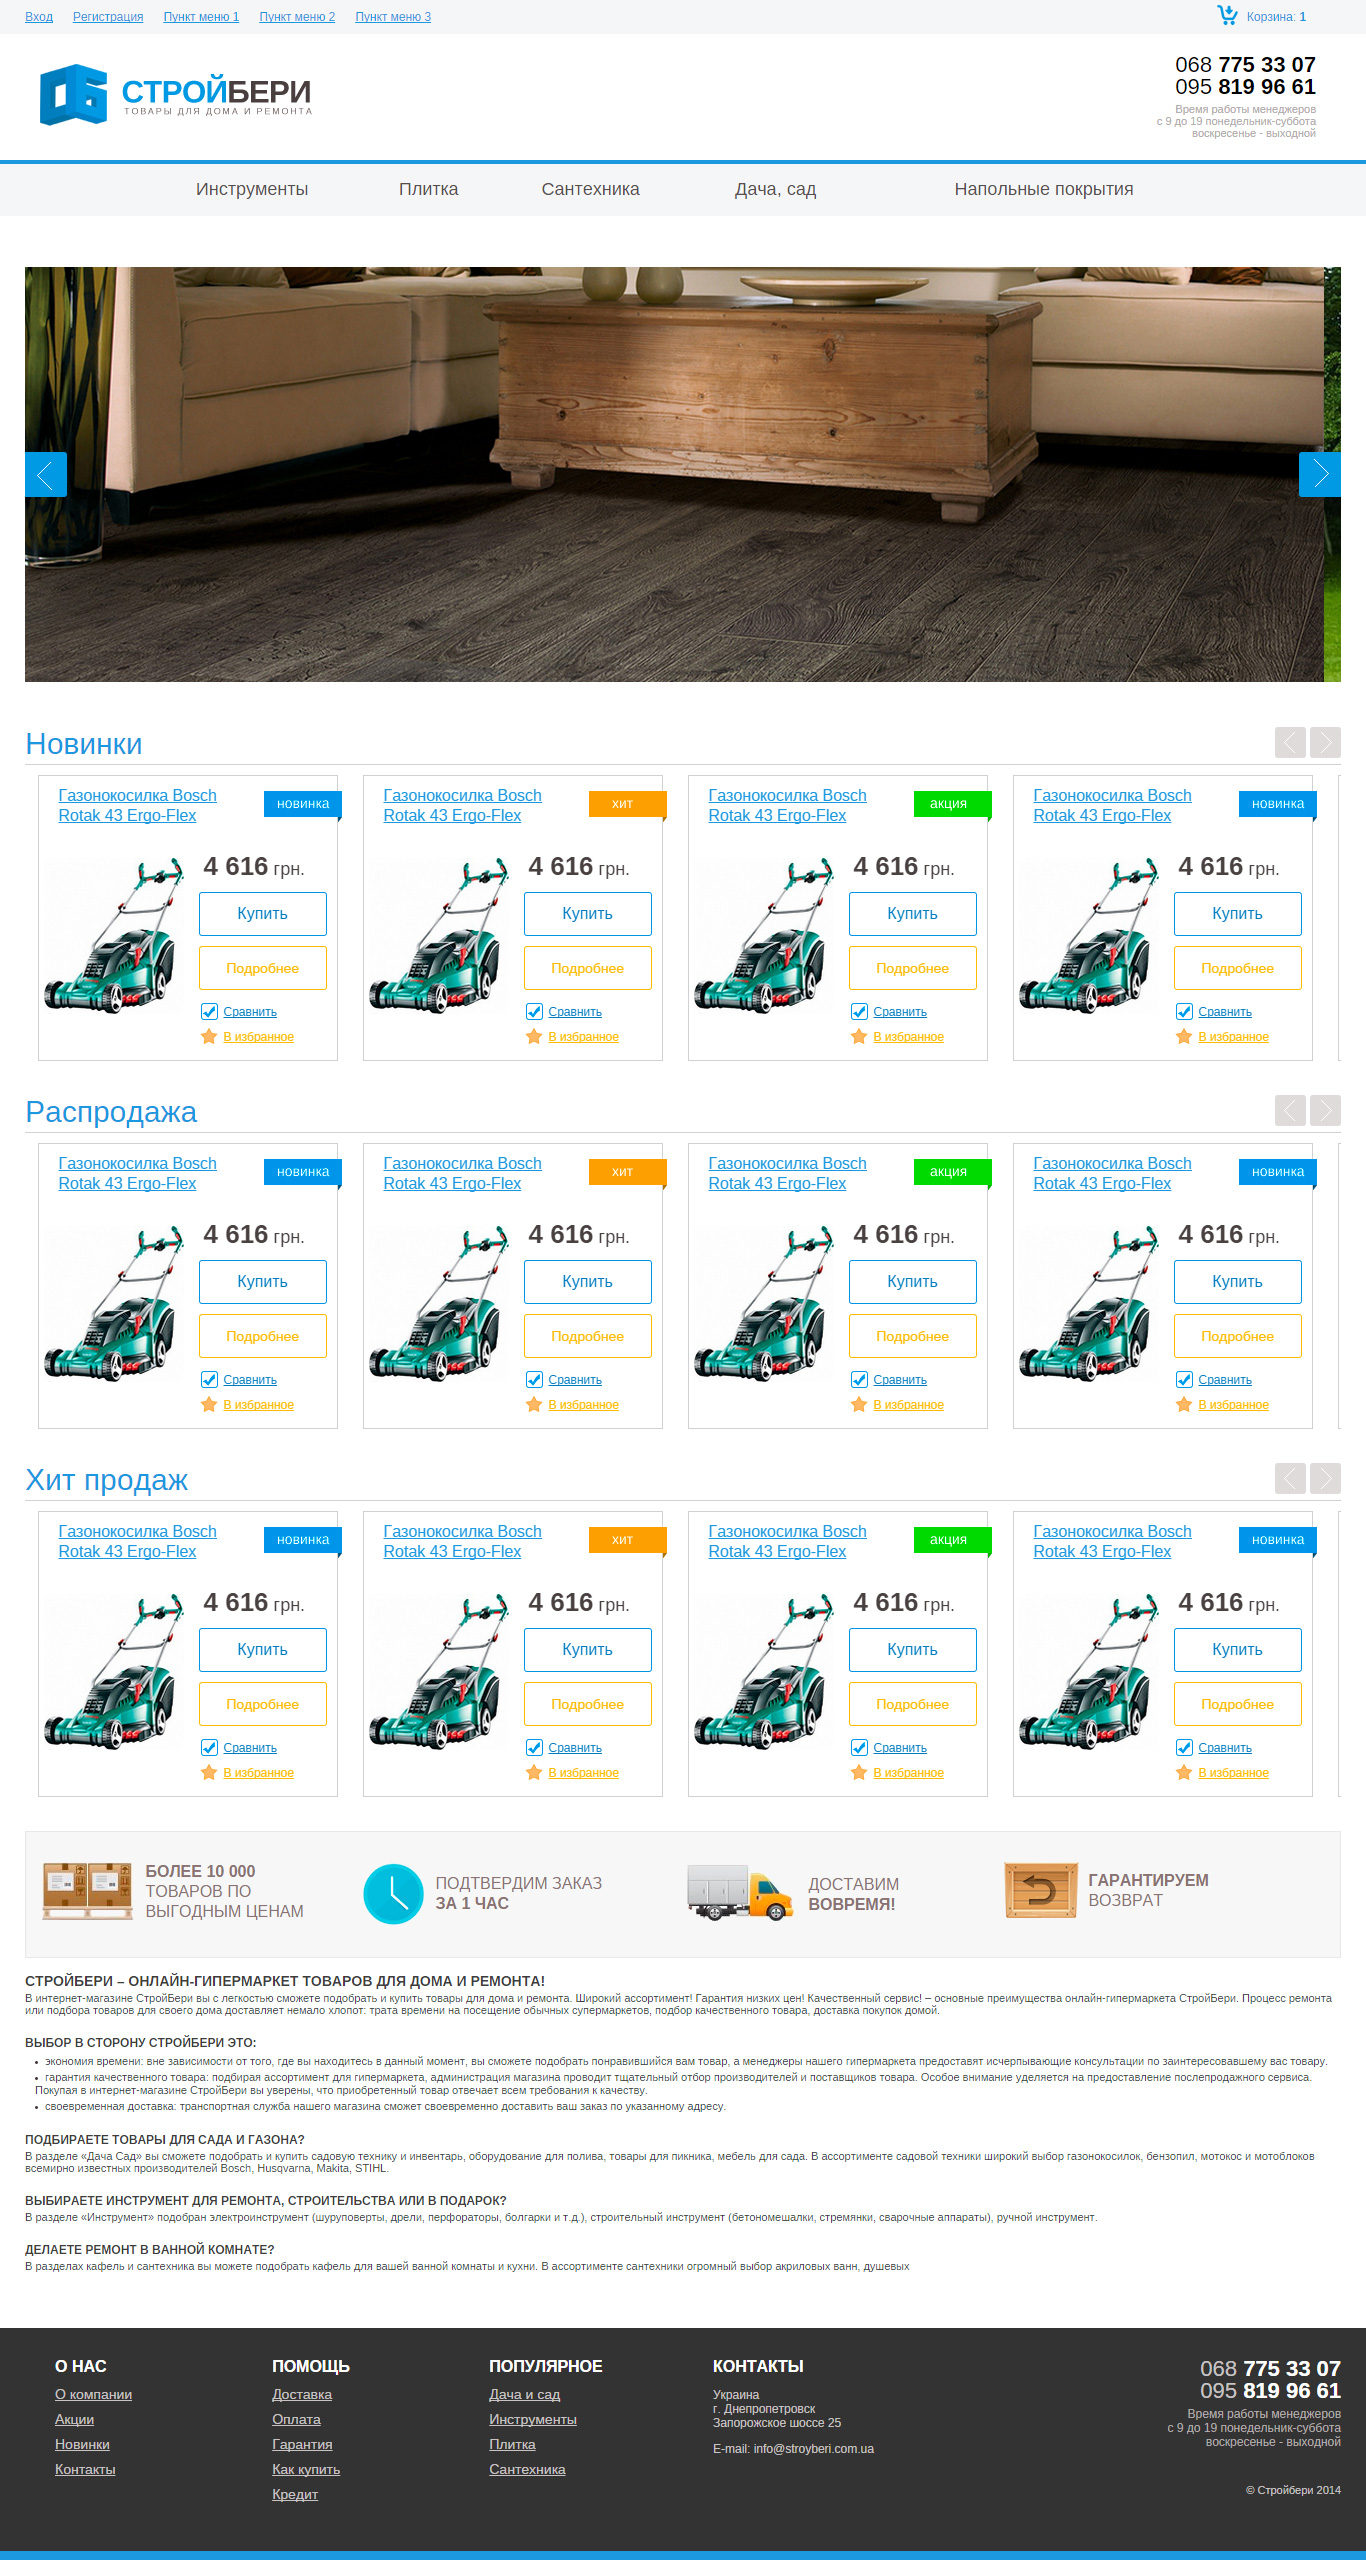 Вход Регистрация Пункт меню 1 Пункт меню 2 Пункт меню 3 Корзина: 1
СТРОЙБЕРИ
ТОВАРЫ ДЛЯ ДОМА И РЕМОНТА
068 775 33 07
095 819 96 61
Время работы менеджеров
с 9 до 19 понедельник-суббота
воскресенье - выходной
Инструменты Плитка Сантехника Дача, сад Напольные покрытия
Новинки
Газонокосилка Bosch
Rotak 43 Ergo-Flex
новинка
4 616 грн.
Купить
Подробнее
Сравнить
В избранное
Газонокосилка Bosch
Rotak 43 Ergo-Flex
хит
4 616 грн.
Купить
Подробнее
Сравнить
В избранное
Газонокосилка Bosch
Rotak 43 Ergo-Flex
акция
4 616 грн.
Купить
Подробнее
Сравнить
В избранное
Газонокосилка Bosch
Rotak 43 Ergo-Flex
новинка
4 616 грн.
Купить
Подробнее
Сравнить
В избранное
Распродажа
Газонокосилка Bosch
Rotak 43 Ergo-Flex
новинка
4 616 грн.
Купить
Подробнее
Сравнить
В избранное
Газонокосилка Bosch
Rotak 43 Ergo-Flex
хит
4 616 грн.
Купить
Подробнее
Сравнить
В избранное
Газонокосилка Bosch
Rotak 43 Ergo-Flex
акция
4 616 грн.
Купить
Подробнее
Сравнить
В избранное
Газонокосилка Bosch
Rotak 43 Ergo-Flex
новинка
4 616 грн.
Купить
Подробнее
Сравнить
В избранное
Хит продаж
Газонокосилка Bosch
Rotak 43 Ergo-Flex
новинка
4 616 грн.
Купить
Подробнее
Сравнить
В избранное
Газонокосилка Bosch
Rotak 43 Ergo-Flex
хит
4 616 грн.
Купить
Подробнее
Сравнить
В избранное
Газонокосилка Bosch
Rotak 43 Ergo-Flex
акция
4 616 грн.
Купить
Подробнее
Сравнить
В избранное
Газонокосилка Bosch
Rotak 43 Ergo-Flex
новинка
4 616 грн.
Купить
Подробнее
Сравнить
В избранное
БОЛЕЕ 10 000
ТОВАРОВ ПО
ВЫГОДНЫМ ЦЕНАМ
ПОДТВЕРДИМ ЗАКАЗ
ЗА 1 ЧАС
ДОСТАВИМ
ВОВРЕМЯ!
ГАРАНТИРУЕМ
ВОЗВРАТ
СТРОЙБЕРИ – ОНЛАЙН-ГИПЕРМАРКЕТ ТОВАРОВ ДЛЯ ДОМА И РЕМОНТА!
В интернет-магазине СтройБери вы с легкостью сможете подобрать и купить товары для дома и ремонта. Широкий ассортимент! Гарантия низких цен! Качественный сервис! – основные преимущества онлайн-гипермаркета СтройБери. Процесс ремонта
или подбора товаров для своего дома доставляет немало хлопот: трата времени на посещение обычных супермаркетов, подбор качественного товара, доставка покупок домой.
ВЫБОР В СТОРОНУ СТРОЙБЕРИ ЭТО:
• экономия времени: вне зависимости от того, где вы находитесь в данный момент, вы сможете подобрать понравившийся вам товар, а менеджеры нашего гипермаркета предоставят исчерпывающие консультации по заинтересовавшему вас товару.
• гарантия качественного товара: подбирая ассортимент для гипермаркета, администрация магазина проводит тщательный отбор производителей и поставщиков товара. Особое внимание уделяется на предоставление послепродажного сервиса.
Покупая в интернет-магазине СтройБери вы уверены, что приобретенный товар отвечает всем требования к качеству.
• своевременная доставка: транспортная служба нашего магазина сможет своевременно доставить ваш заказ по указанному адресу.
ПОДБИРАЕТЕ ТОВАРЫ ДЛЯ САДА И ГАЗОНА?
В разделе «Дача Сад» вы сможете подобрать и купить садовую технику и инвентарь, оборудование для полива, товары для пикника, мебель для сада. В ассортименте садовой техники широкий выбор газонокосилок, бензопил, мотокос и мотоблоков
всемирно известных производителей Bosch, Husqvarna, Makita, STIHL.
ВЫБИРАЕТЕ ИНСТРУМЕНТ ДЛЯ РЕМОНТА, СТРОИТЕЛЬСТВА ИЛИ В ПОДАРОК?
В разделе «Инструмент» подобран электроинструмент (шуруповерты, дрели, перфораторы, болгарки и т.д.), строительный инструмент (бетономешалки, стремянки, сварочные аппараты), ручной инструмент.
ДЕЛАЕТЕ РЕМОНТ В ВАННОЙ КОМНАТЕ?
В разделах кафель и сантехника вы можете подобрать кафель для вашей ванной комнаты и кухни. В ассортименте сантехники огромный выбор акриловых ванн, душевых
О НАС
О компании
Акции
Новинки
Контакты
ПОМОЩЬ
Доставка
Оплата
Гарантия
Как купить
Кредит
ПОПУЛЯРНОЕ
Дача и сад
Инструменты
Плитка
Сантехника
КОНТАКТЫ
Украина
г. Днепропетровск
Запорожское шоссе 25
E-mail: info@stroyberi.com.ua
068 775 33 07
095 819 96 61
Время работы менеджеров
с 9 до 19 понедельник-суббота
воскресенье - выходной
© Стройбери 2014